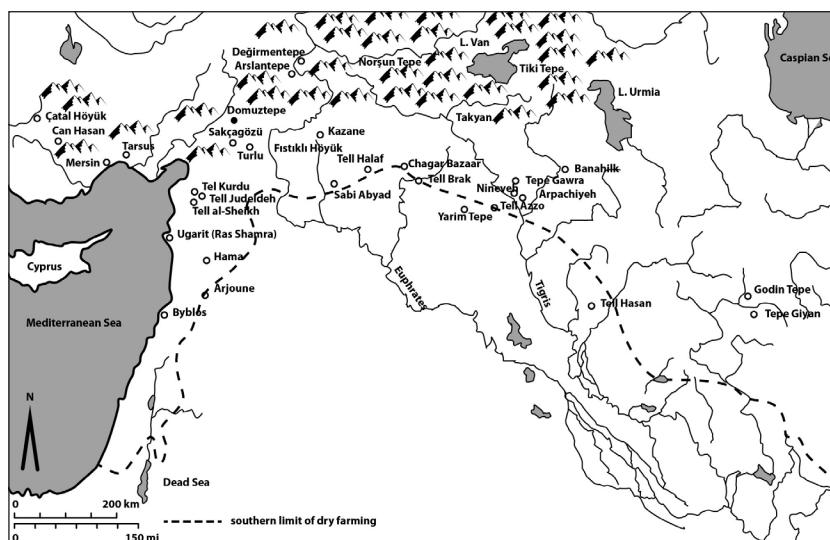 L. Van
Caspian Se
Değirmentepe
Arslantepe
Norşun Tepe
Tiki Tepe
L. Urmia
Çatal Höyük
Can Hasan
Domuztepe
Takyan
Tarsus
Mersin
Sakçagözü
Turlu
Kazane
Fıstıklı Höyük
Tell Halaf
Chagar Bazaar
Banahilk
Tell Brak
Sabi Abyad
Tepe Gawra
Nineveh
Arpachiyeh
Tel Kurdu
Tell Judeideh
Tell al-Sheikh
Yarim Tepe
Tell Azzo
Ugarit (Ras Shamra)
Cyprus
Hama
Euphrates
Tigris
Arjoune
Byblos
Tell Hasan
Godin Tepe
Tepe Giyan
Mediterranean Sea
N
Dead Sea
0 200 km
0 150 mi
southern limit of dry farming